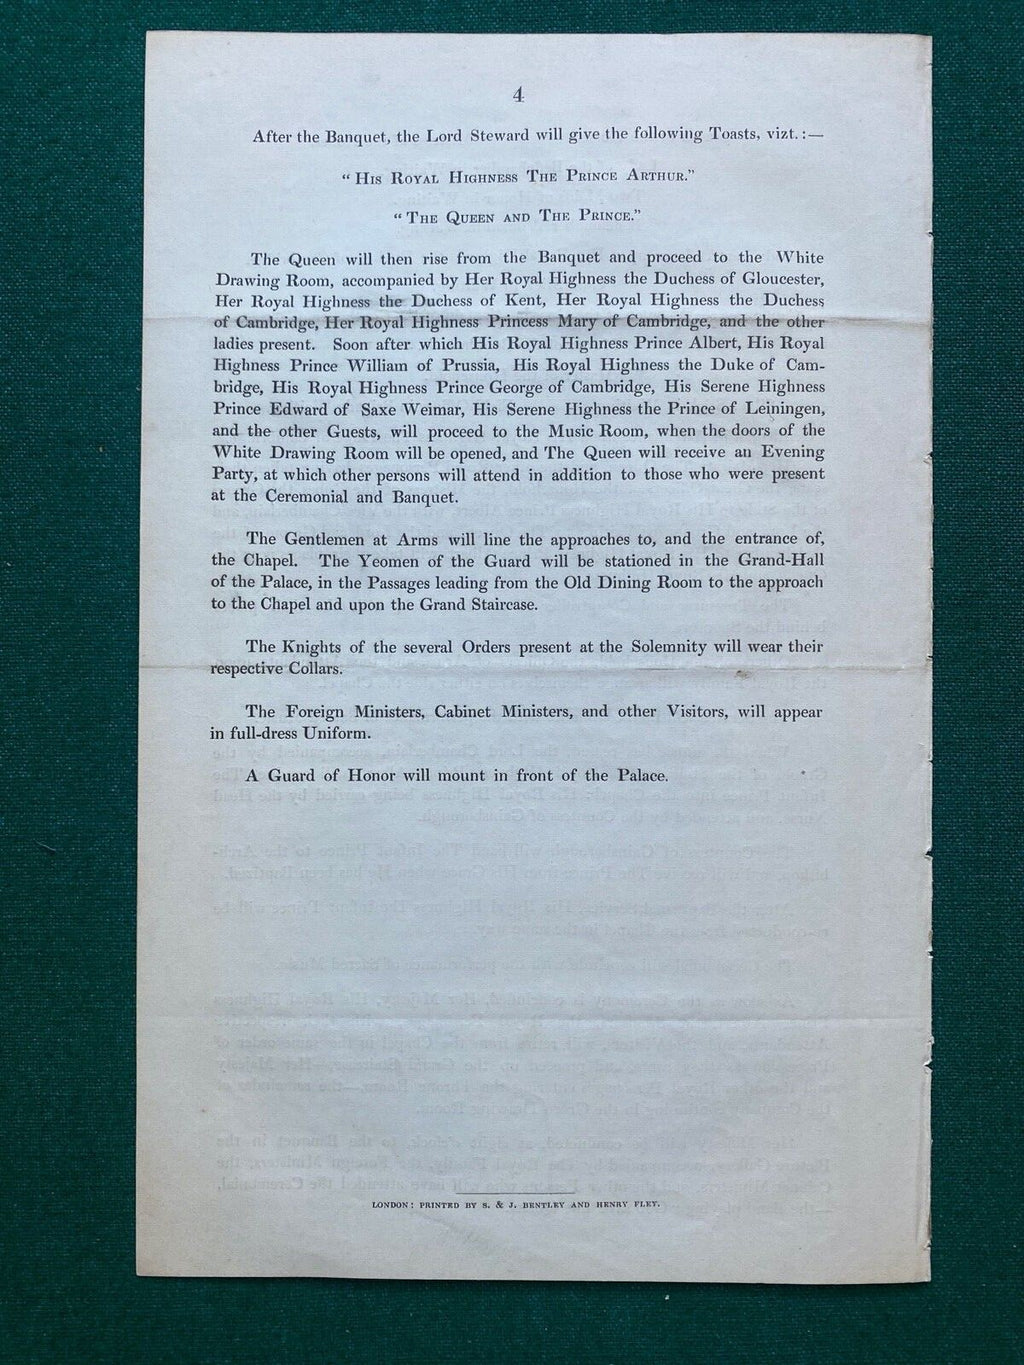 4
After the Banquet, the Lord Steward will give the following Toasts, vizt.:—
"His Royal Highness The Prince Arthur."
"The Queen and The Prince."
The Queen will then rise from the Banquet and proceed to the White
Drawing Room, accompanied by Her Royal Highness the Duchess of Gloucester,
Her Royal Highness the Duchess of Kent, Her Royal Highness the Duchess
of Cambridge, Her Royal Highness Princess Mary of Cambridge, and the other
ladies present. Soon after which His Royal Highness Prince Albert, His Royal
Highness Prince William of Prussia, His Royal Highness the Duke of Cam-
bridge, His Royal Highness Prince George of Cambridge, His Serene Highness
Prince Edward of Saxe Weimar, His Serene Highness the Prince of Leiningen,
and the other Guests, will proceed to the Music Room, when the doors of the
White Drawing Room will be opened, and The Queen will receive an Evening
Party, at which other persons will attend in addition to those who were present
at the Ceremonial and Banquet.
The Gentlemen at Arms will line the approaches to, and the entrance of,
the Chapel. The Yeomen of the Guard will be stationed in the Grand-Hall
of the Palace, in the Passages leading from the Old Dining Room to the approach
to the Chapel and upon the Grand Staircase.
The Knights of the several Orders present at the Solemnity will wear their
respective Collars.
The Foreign Ministers, Cabinet Ministers, and other Visitors, will appear
in full-dress Uniform.
A Guard of Honor will mount in front of the Palace.
LONDON: PRINTED BY S. & J. BENTLEY AND HENRY FLEY.